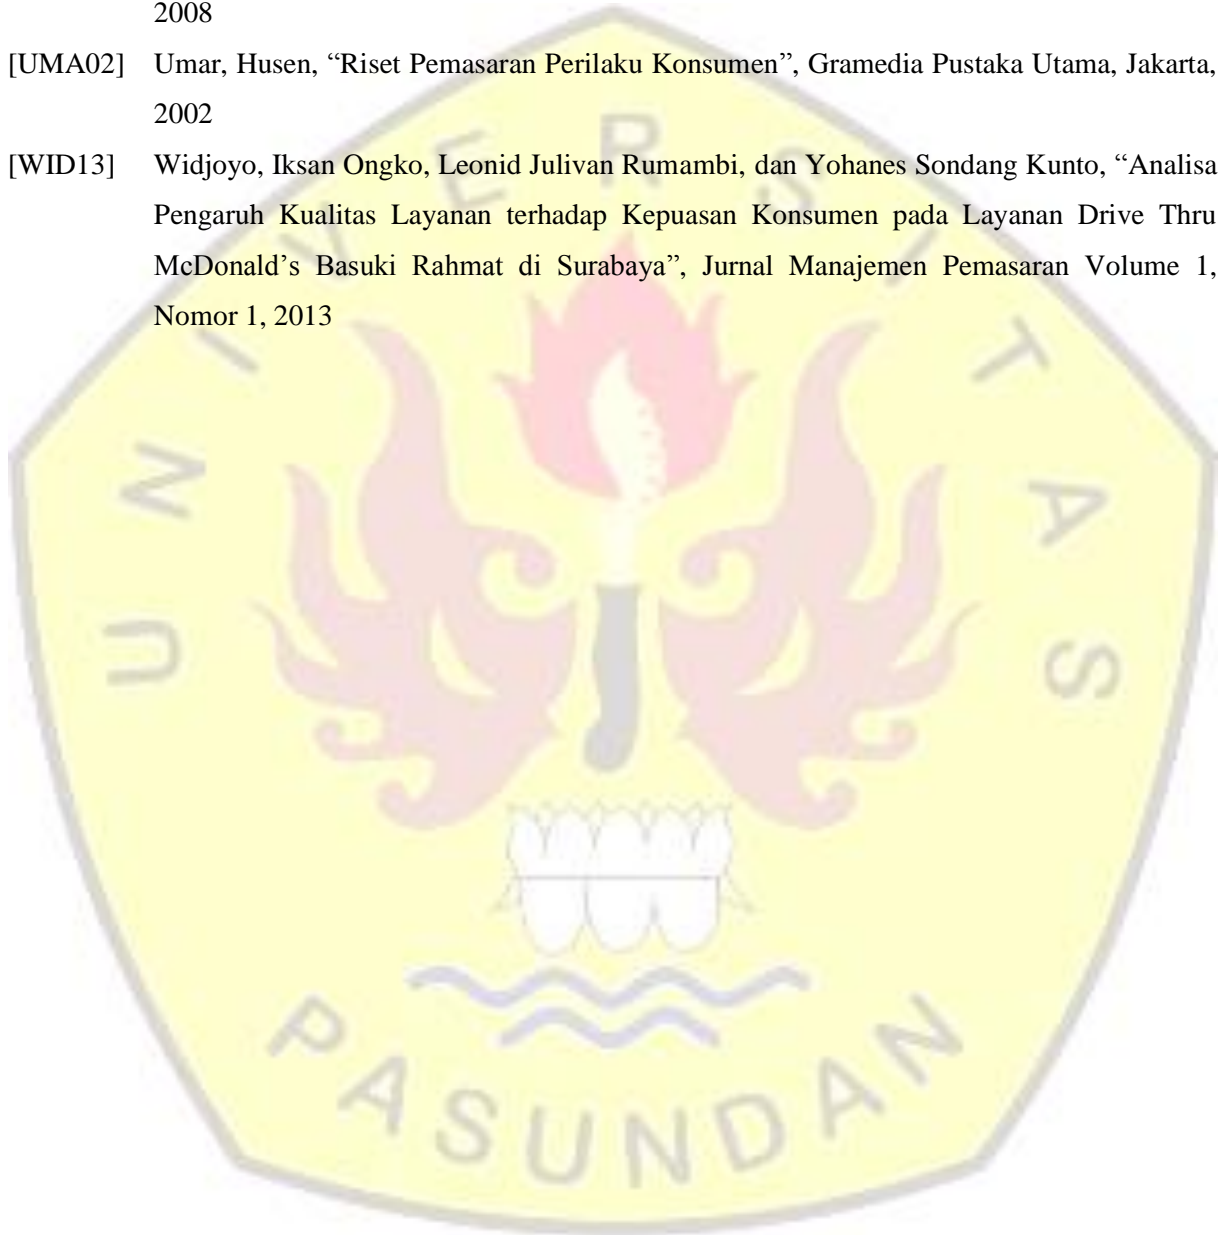 2008
[UMA02] Umar, Husen, “Riset Pemasaran Perilaku Konsumen”, Gramedia Pustaka Utama, Jakarta,
2002
[WID13] Widjoyo, Iksan Ongko, Leonid Julivan Rumambi, dan Yohanes Sondang Kunto, “Analisa
Pengaruh Kualitas Layanan terhadap Kepuasan Konsumen pada Layanan Drive Thru
McDonald’s Basuki Rahmat di Surabaya”, Jurnal Manajemen Pemasaran Volume 1,
Nomor 1, 2013
UNIVERSITAS
PASUNDAN